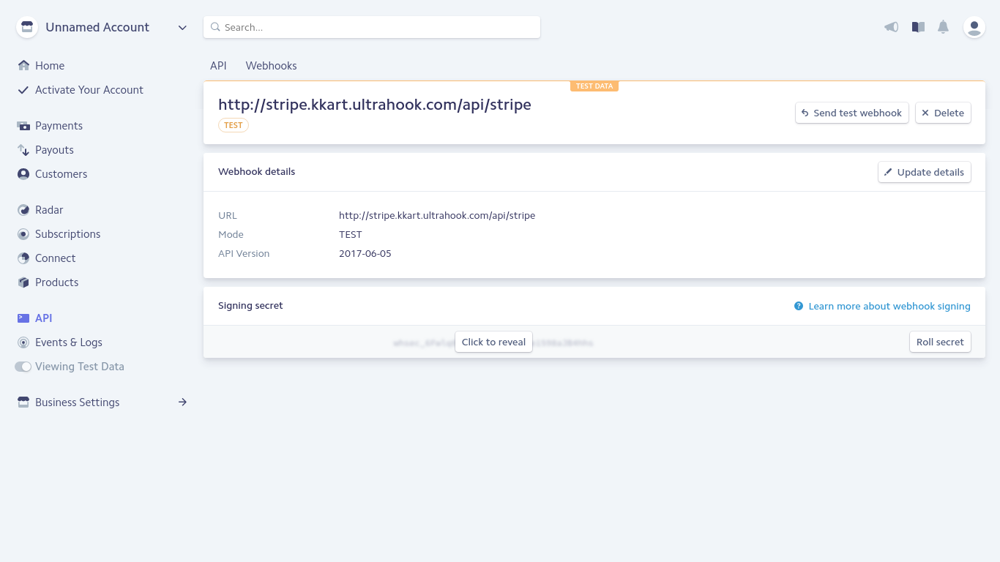 Unnamed Account
Search...
Home
Activate Your Account
Payments
Payouts
Customers
Radar
Subscriptions
Connect
Products
API
Events & Logs
Viewing Test Data
Business Settings
API Webhooks
TEST DATA
http://stripe.kkart.ultrahook.com/api/stripe
TEST
Send test webhook
Delete
Webhook details
Update details
URL http://stripe.kkart.ultrahook.com/api/stripe
Mode TEST
API Version 2017-06-05
Signing secret
Learn more about webhook signing
Click to reveal
Roll secret